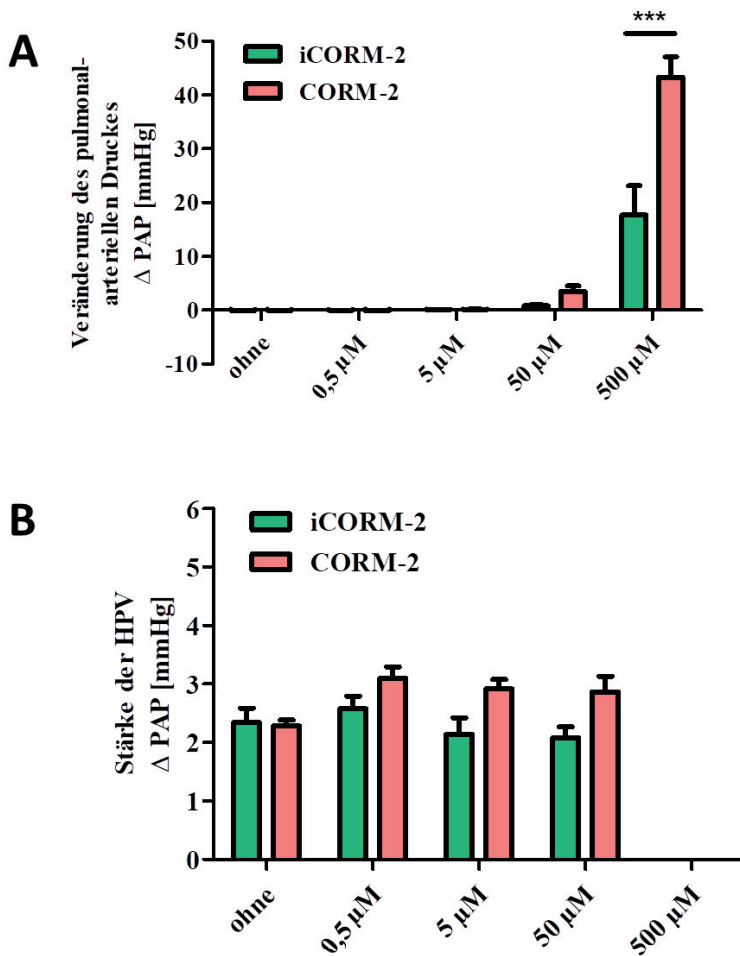 A
Veränderung des pulmonal-
arteriellen Druckes
Δ PAP [mmHg]
50
40
30
20
10
0
-10
iCORM-2
CORM-2
***
ohne
0,5 µM
5 µM
50 µM
500 µM
B
Stärke der HPV
Δ PAP [mmHg]
6
5
4
3
2
1
0
iCORM-2
CORM-2
ohne
0,5 µM
5 µM
50 µM
500 µM